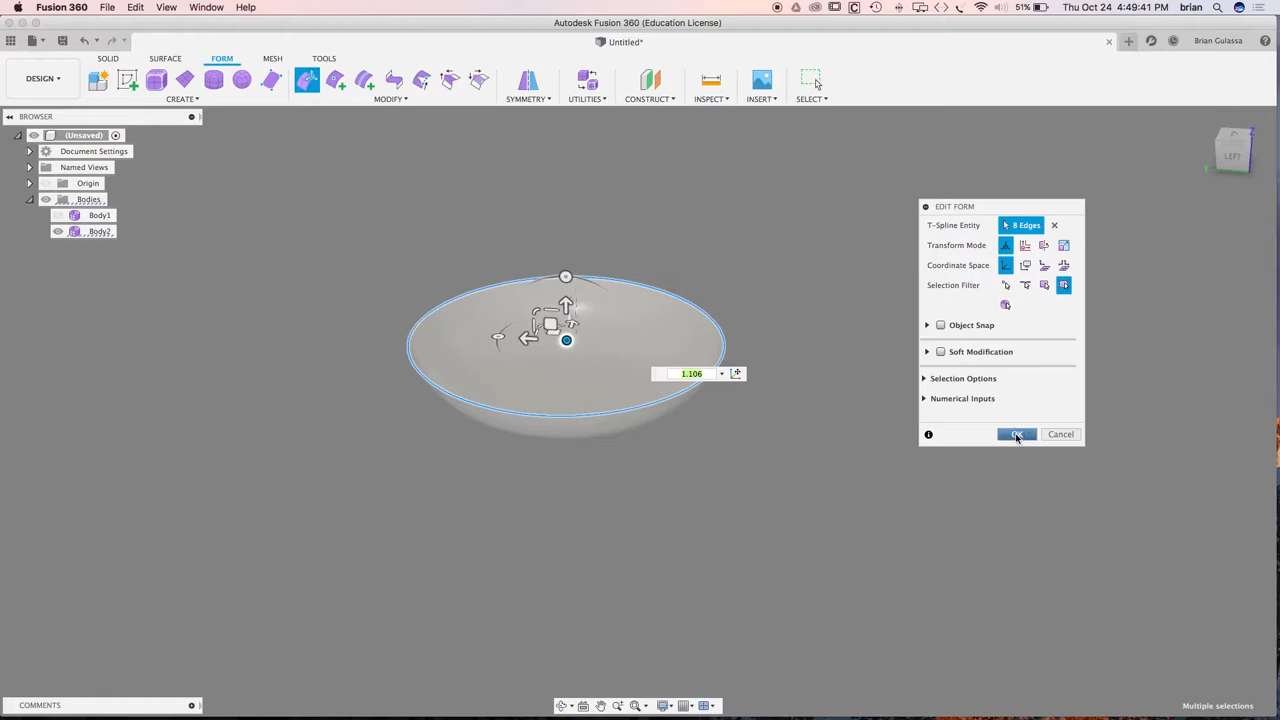 Fusion 360 File Edit View Window Help 51% Thu Oct 24 4:49:41 PM brian
Autodesk Fusion 360 (Education License)
Untitled* Brian Gulassa
SOLID SURFACE FORM MESH TOOLS
DESIGN
CREATE MODIFY SYMMETRY UTILITIES CONSTRUCT INSPECT INSERT SELECT
BROWSER
(Unsaved)
Document Settings
Named Views
Origin
Bodies
Body1
Body2
Z
LEFT
Y
EDIT FORM
T-Spline Entity 8 Edges
Transform Mode
Coordinate Space
Selection Filter
Object Snap
Soft Modification
1.106
Selection Options
Numerical Inputs
OK Cancel
COMMENTS Multiple selections